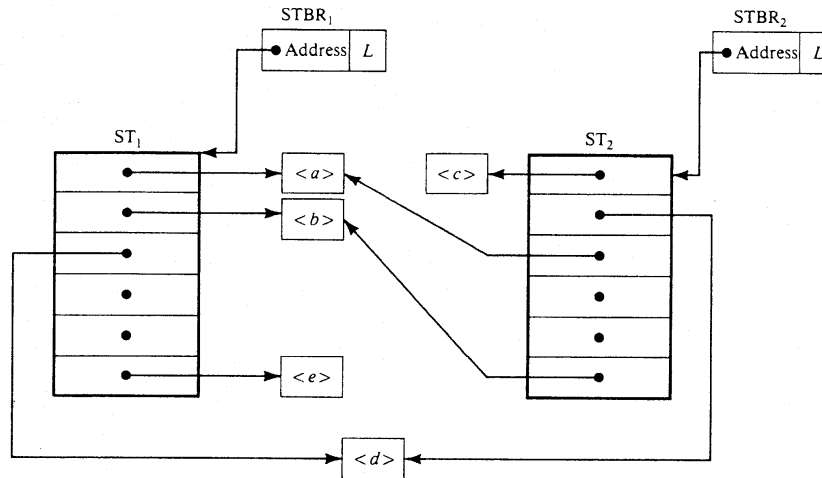 STBR1
Address L
STBR2
Address L
ST1
ST2
<a>
<c>
<b>
<e>
<d>